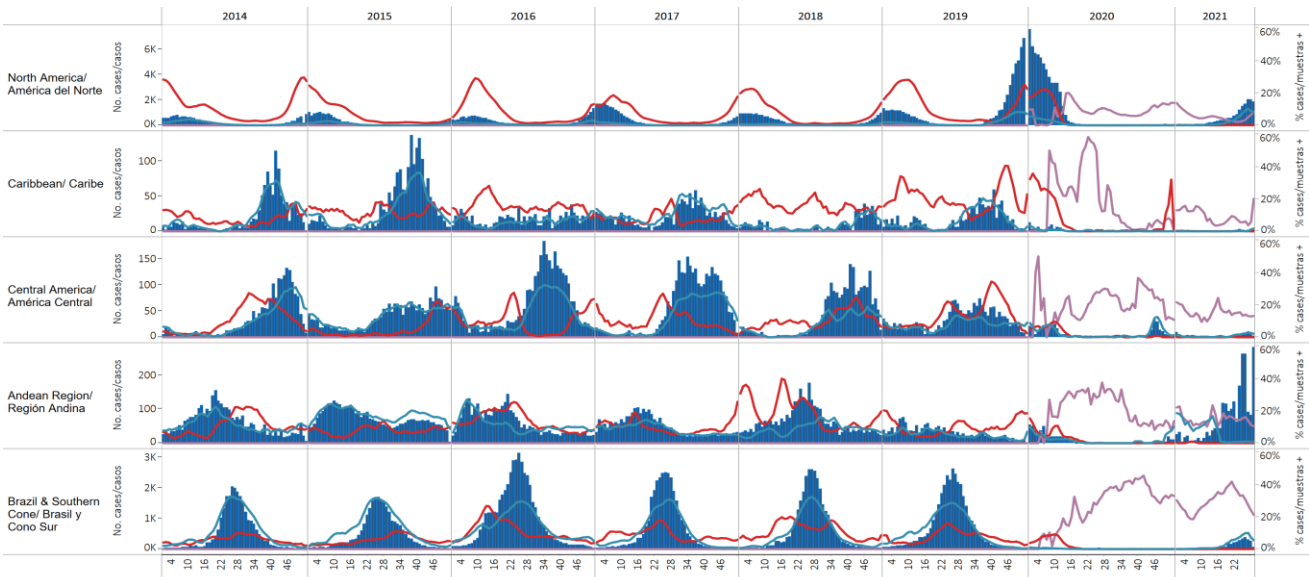 2014 2015 2016 2017 2018 2019 2020 2021
North America/
América del Norte
No. cases/casos
6K
4K
2K
0K
60%
40%
20%
0%
% cases/muestras +
Caribbean/ Caribe
No. cases/casos
100
50
0
60%
40%
20%
0%
% cases/muestras +
Central America/
América Central
No. cases/casos
150
100
50
0
60%
40%
20%
0%
% cases/muestras +
Andean Region/
Región Andina
No. cases/casos
200
100
0
60%
40%
20%
0%
% cases/muestras +
Brazil & Southern
Cone/ Brasil y
Cono Sur
No. cases/casos
3K
2K
1K
0K
60%
40%
20%
0%
% cases/muestras +
4 10 16 22 28 34 40 46 4 10 16 22 28 34 40 46 4 10 16 22 28 34 40 46 4 10 16 22 28 34 40 46 4 10 16 22 28 34 40 46 4 10 16 22 28 34 40 46 4 10 16 22 28 34 40 46 4 10 16 22